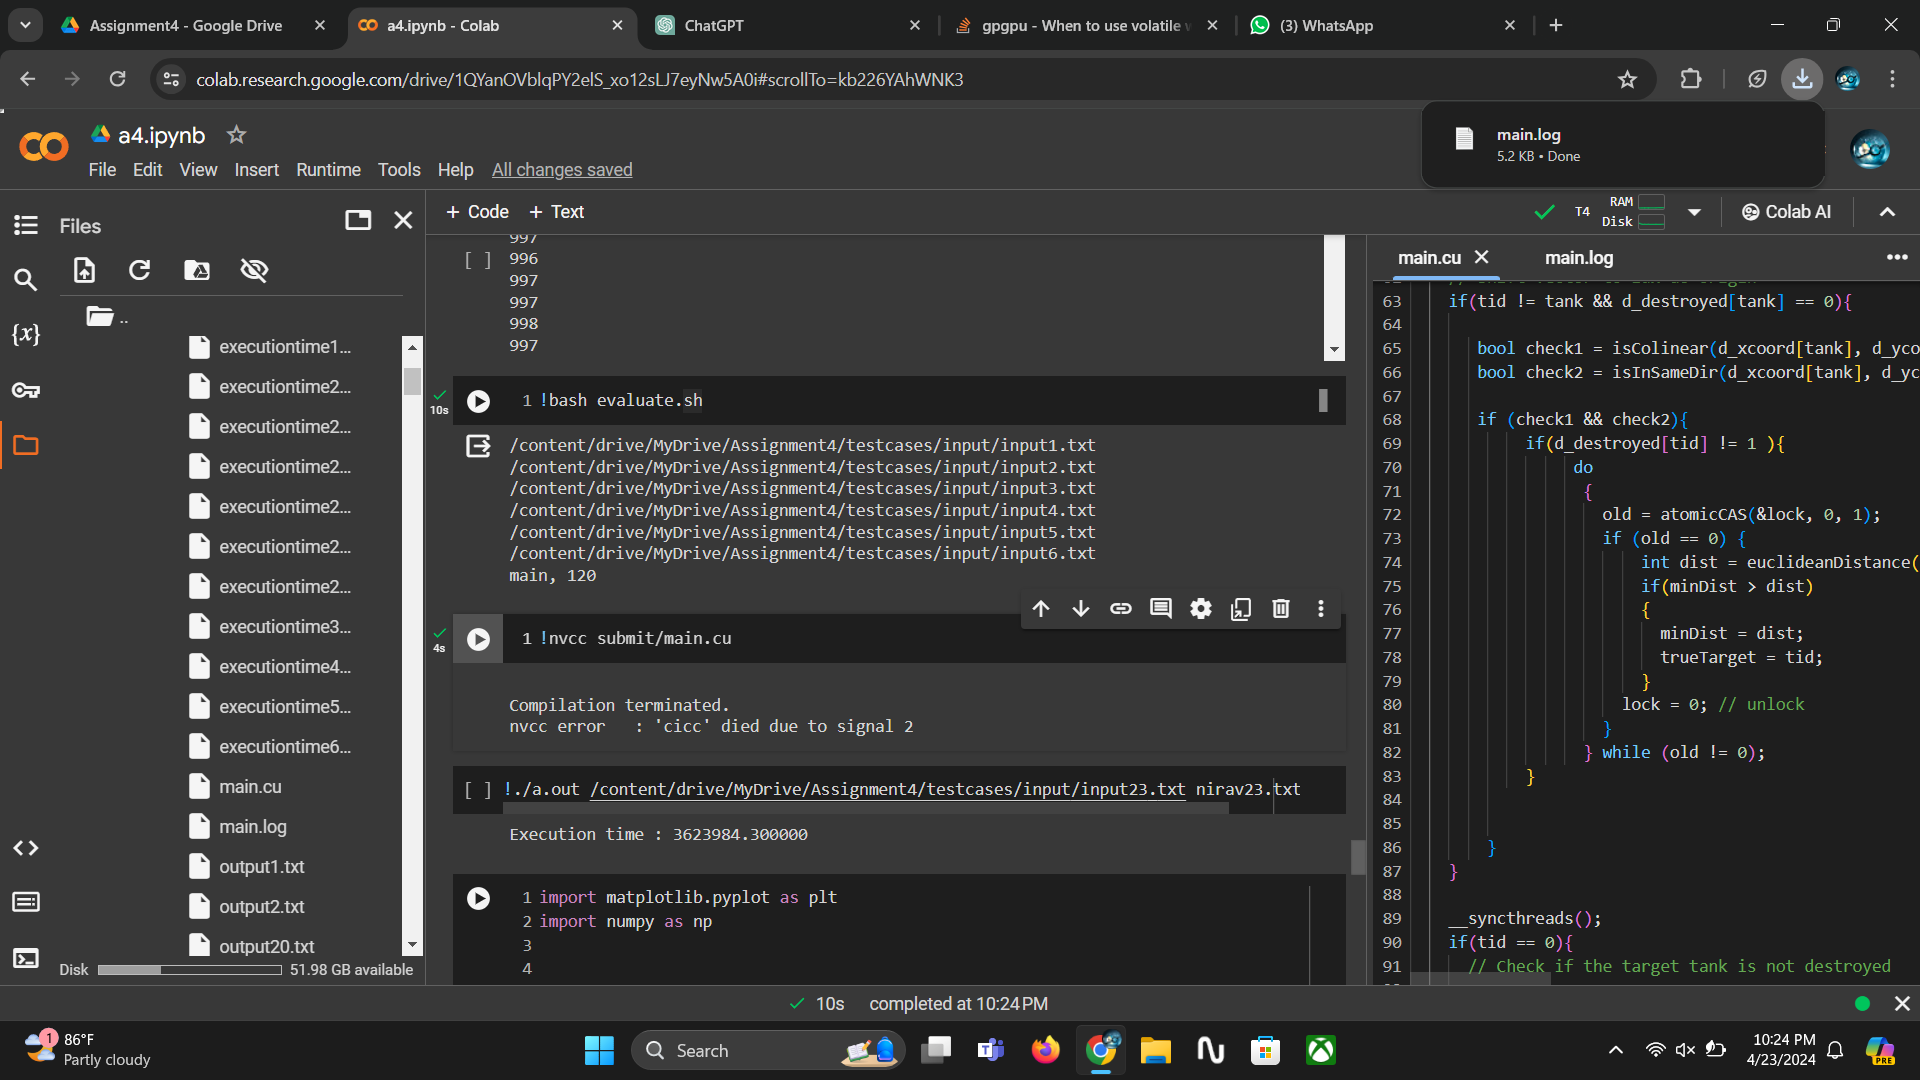 Assignment4 - Google Drive
a4.ipynb - Colab
ChatGPT
gpgpu - When to use volatile
(3) WhatsApp
colab.research.google.com/drive/1QYanOVblqPY2elS_xo12sLJ7eyNw5A0i#scrollTo=kb226YAhWNK3
main.log
5.2 KB • Done
CO
a4.ipynb
File Edit View Insert Runtime Tools Help All changes saved
Files
+ Code + Text
T4 RAM
Disk
Colab AI
..
executiontime1...
executiontime2...
executiontime2...
executiontime2...
executiontime2...
executiontime2...
executiontime2...
executiontime3...
executiontime4...
executiontime5...
executiontime6...
main.cu
main.log
output1.txt
output2.txt
output20.txt
Disk 51.98 GB available
997
[ ] 996
997
997
998
997
10s
1 !bash evaluate.sh
/content/drive/MyDrive/Assignment4/testcases/input/input1.txt
/content/drive/MyDrive/Assignment4/testcases/input/input2.txt
/content/drive/MyDrive/Assignment4/testcases/input/input3.txt
/content/drive/MyDrive/Assignment4/testcases/input/input4.txt
/content/drive/MyDrive/Assignment4/testcases/input/input5.txt
/content/drive/MyDrive/Assignment4/testcases/input/input6.txt
main, 120
4s
1 !nvcc submit/main.cu
Compilation terminated.
nvcc error   : 'cicc' died due to signal 2
[ ] !./a.out /content/drive/MyDrive/Assignment4/testcases/input/input23.txt nirav23.txt
Execution time : 3623984.300000
1 import matplotlib.pyplot as plt
2 import numpy as np
3
4
main.cu main.log
63 if(tid != tank && d_destroyed[tank] == 0){
64
65 bool check1 = isColinear(d_xcoord[tank], d_yco
66 bool check2 = isInSameDir(d_xcoord[tank], d_yc
67
68 if (check1 && check2){
69 if(d_destroyed[tid] != 1 ){
70 do
71 {
72 old = atomicCAS(&lock, 0, 1);
73 if (old == 0) {
74 int dist = euclideanDistance(
75 if(minDist > dist)
76 {
77 minDist = dist;
78 trueTarget = tid;
79 }
80 lock = 0; // unlock
81 }
82 } while (old != 0);
83 }
84
85
86 }
87 }
88
89 __syncthreads();
90 if(tid == 0){
91 // Check if the target tank is not destroyed
10s completed at 10:24 PM
1
86°F
Partly cloudy
Search
PRE
10:24 PM
4/23/2024